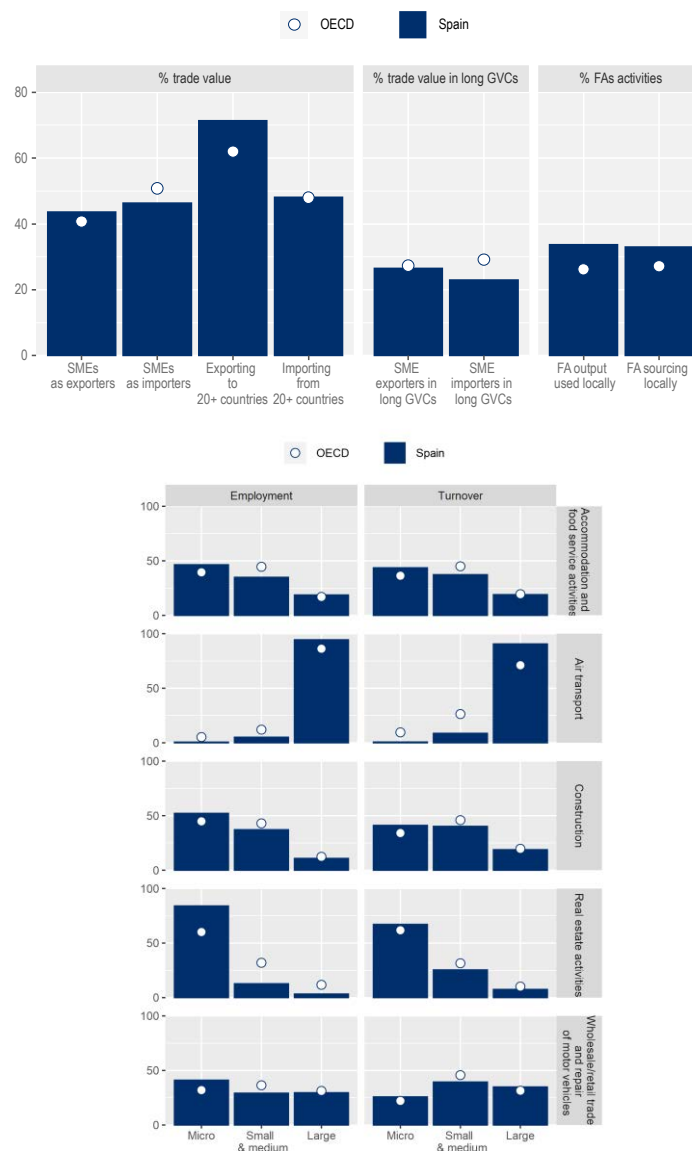 OECD
Spain
% trade value
% trade value in long GVCs
% FAs activities
80
60
40
20
0
SMEs
as exporters
SMEs
as importers
Exporting
to
20+ countries
Importing
from
20+ countries
SME
exporters in
long GVCs
SME
importers in
long GVCs
FA output
used locally
FA sourcing
locally
OECD
Spain
Employment
Turnover
100
50
0
Accommodation and
food service activities
100
50
0
Air transport
100
50
0
Construction
100
50
0
Real estate activities
100
50
0
Wholesale/retail trade
and repair
of motor vehicles
Micro
Small
& medium
Large
Micro
Small
& medium
Large